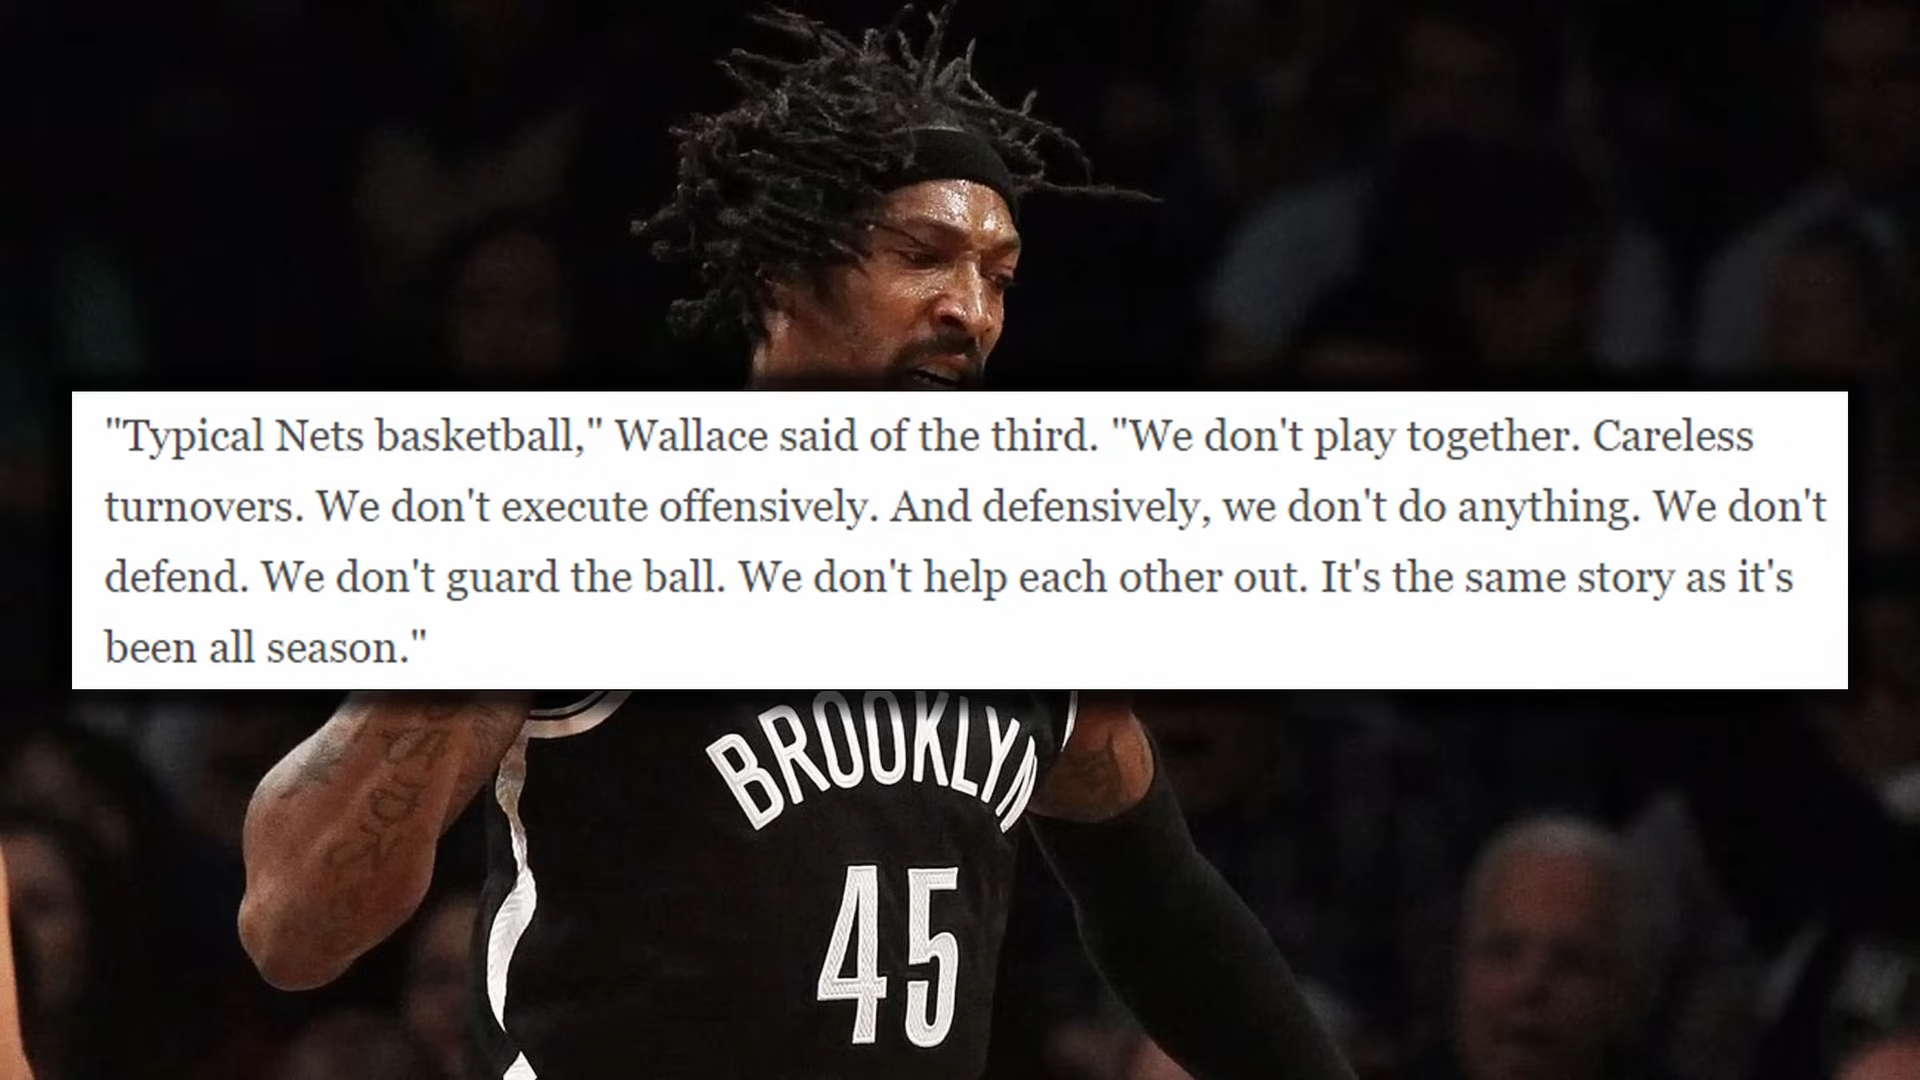 "Typical Nets basketball," Wallace said of the third. "We don't play together. Careless
turnovers. We don't execute offensively. And defensively, we don't do anything. We don't
defend. We don't guard the ball. We don't help each other out. It's the same story as it's
been all season."
BROOKLYN
45